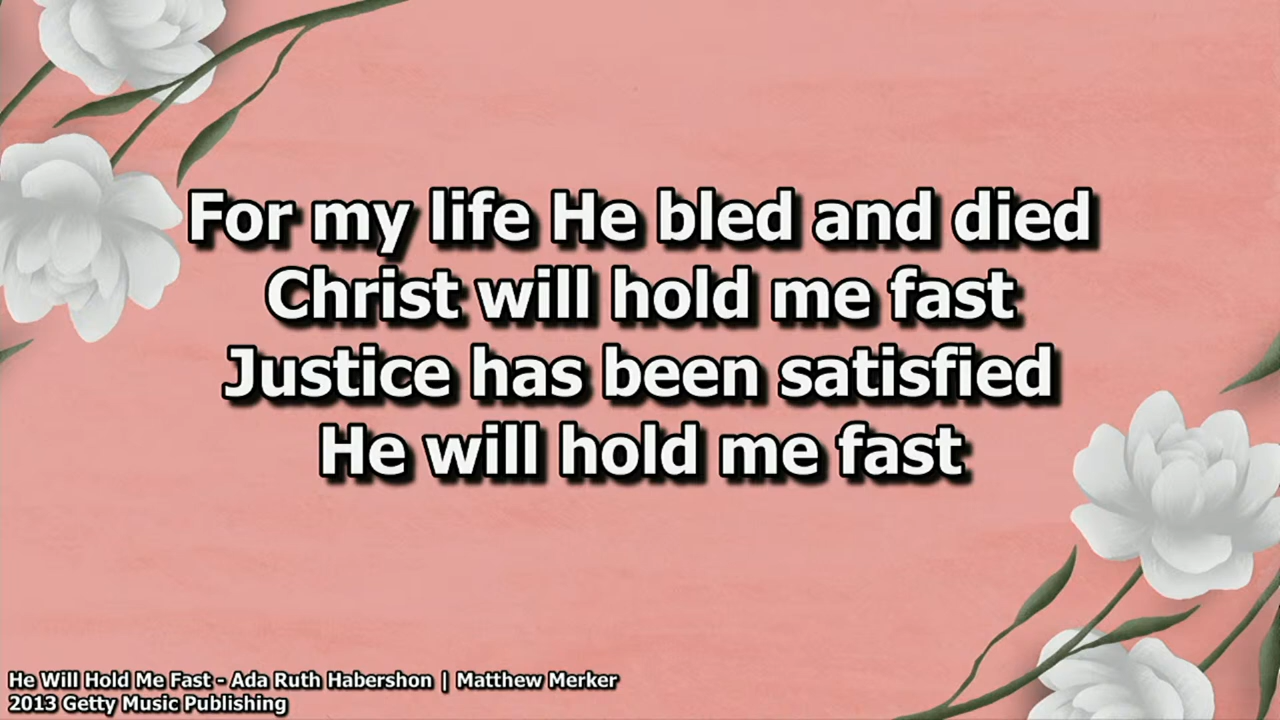 For my life He bled and died
Christ will hold me fast
Justice has been satisfied
He will hold me fast
He Will Hold Me Fast - Ada Ruth Habershon | Matthew Merker
2013 Getty Music Publishing